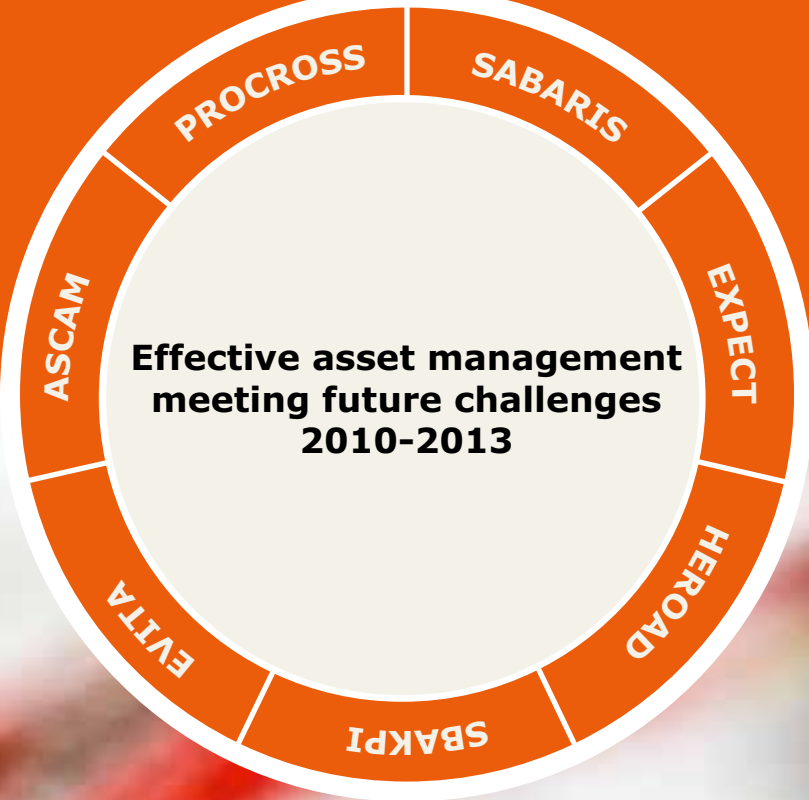 PROCROSS
SABARIS
EXPECT
HEROAD
SBAKPI
EVITA
ASCAM
Effective asset management
meeting future challenges
2010-2013